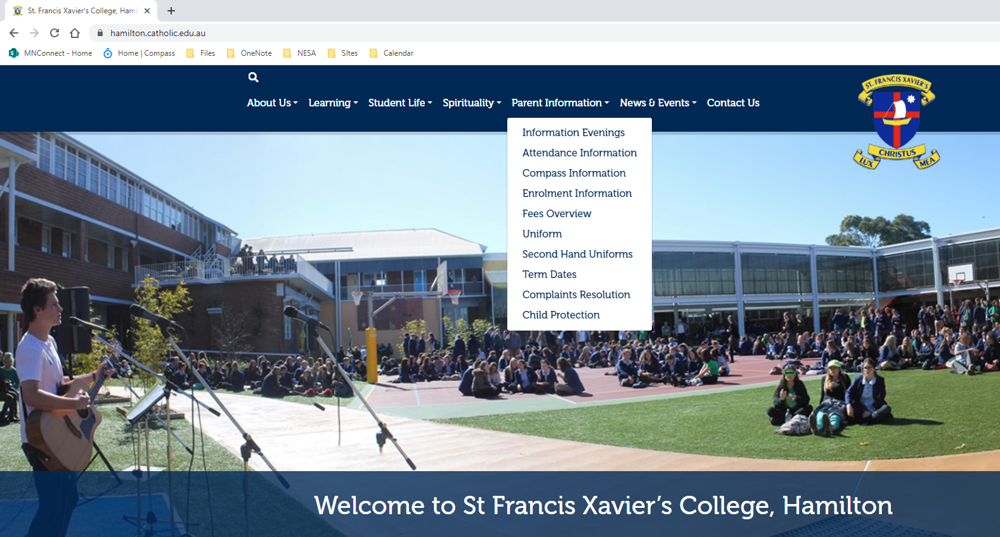 St. Francis Xavier's College, Hami
hamilton.catholic.edu.au
MNConnect - Home Home | Compass Files OneNote NESA SItes Calendar
About Us Learning Student Life Spirituality Parent Information News & Events Contact Us
ST. FRANCIS XAVIER'S
LUX CHRISTUS MEA
Information Evenings
Attendance Information
Compass Information
Enrolment Information
Fees Overview
Uniform
Second Hand Uniforms
Term Dates
Complaints Resolution
Child Protection
Welcome to St Francis Xavier’s College, Hamilton